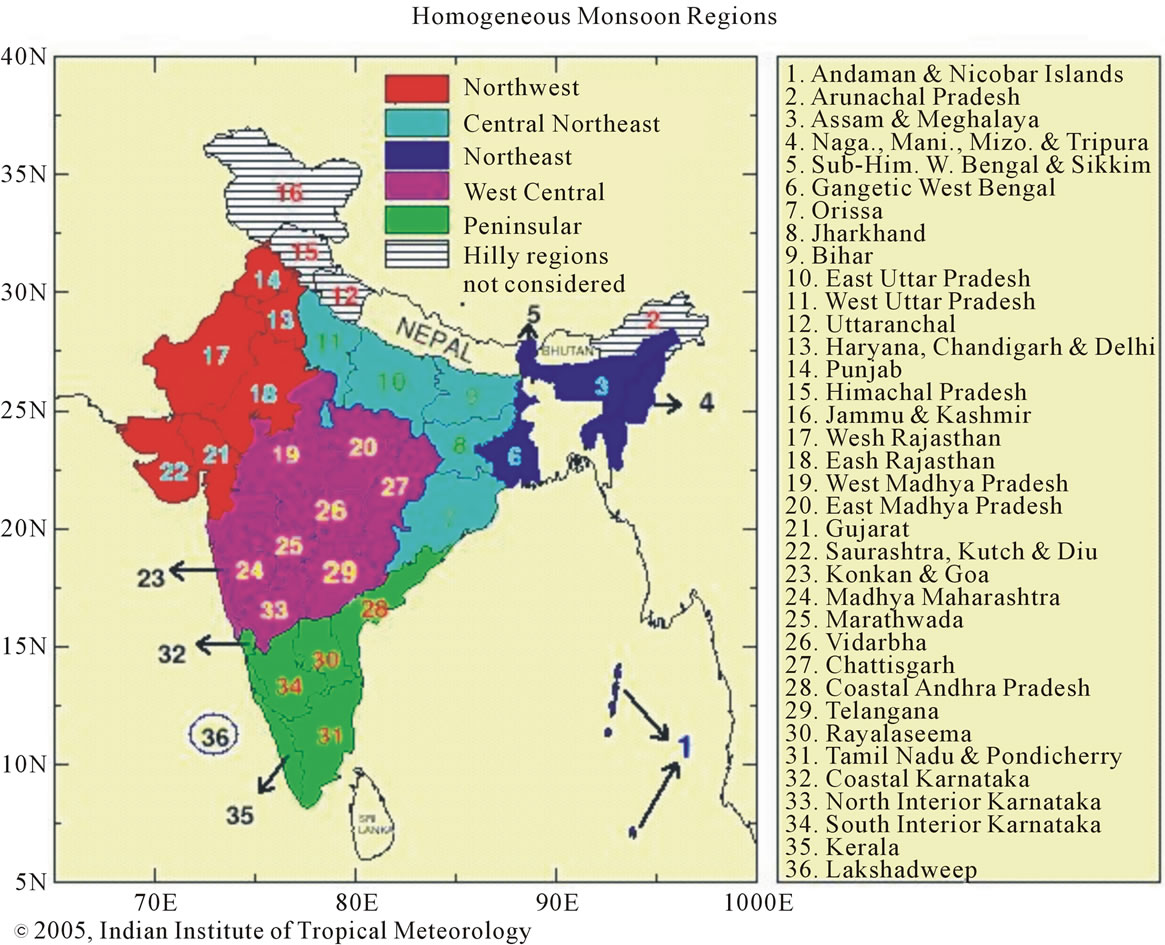 Homogeneous Monsoon Regions
40N
35N
30N
25N
20N
15N
10N
5N
70E
80E
90E
1000E
Northwest
Central Northeast
Northeast
West Central
Peninsular
Hilly regions
not considered
16
15
14
12
13
NEPAL
5
BHUTAN
2
11
17
10
9
3
18
4
8
6
19
20
21
22
27
7
26
25
23
24
29
33
28
32
30
34
36
31
1
35
SRI
LANKA
1. Andaman & Nicobar Islands
2. Arunachal Pradesh
3. Assam & Meghalaya
4. Naga., Mani., Mizo. & Tripura
5. Sub-Him. W. Bengal & Sikkim
6. Gangetic West Bengal
7. Orissa
8. Jharkhand
9. Bihar
10. East Uttar Pradesh
11. West Uttar Pradesh
12. Uttaranchal
13. Haryana, Chandigarh & Delhi
14. Punjab
15. Himachal Pradesh
16. Jammu & Kashmir
17. Wesh Rajasthan
18. Eash Rajasthan
19. West Madhya Pradesh
20. East Madhya Pradesh
21. Gujarat
22. Saurashtra, Kutch & Diu
23. Konkan & Goa
24. Madhya Maharashtra
25. Marathwada
26. Vidarbha
27. Chattisgarh
28. Coastal Andhra Pradesh
29. Telangana
30. Rayalaseema
31. Tamil Nadu & Pondicherry
32. Coastal Karnataka
33. North Interior Karnataka
34. South Interior Karnataka
35. Kerala
36. Lakshadweep
© 2005, Indian Institute of Tropical Meteorology